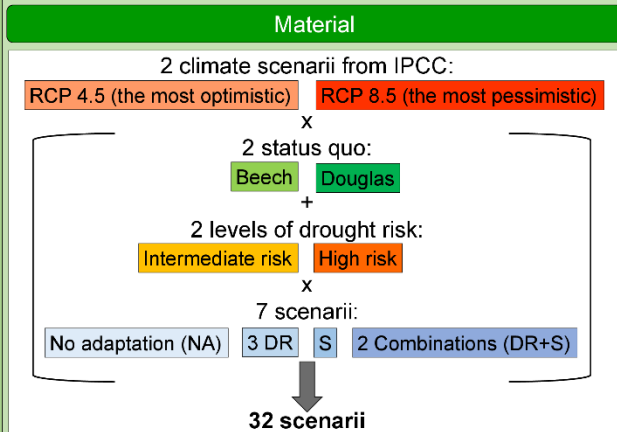 Material
2 climate scenarii from IPCC:
RCP 4.5 (the most optimistic) RCP 8.5 (the most pessimistic)
x
2 status quo:
Beech Douglas
+
2 levels of drought risk:
Intermediate risk High risk
x
7 scenarii:
No adaptation (NA) 3 DR S 2 Combinations (DR+S)
32 scenarii